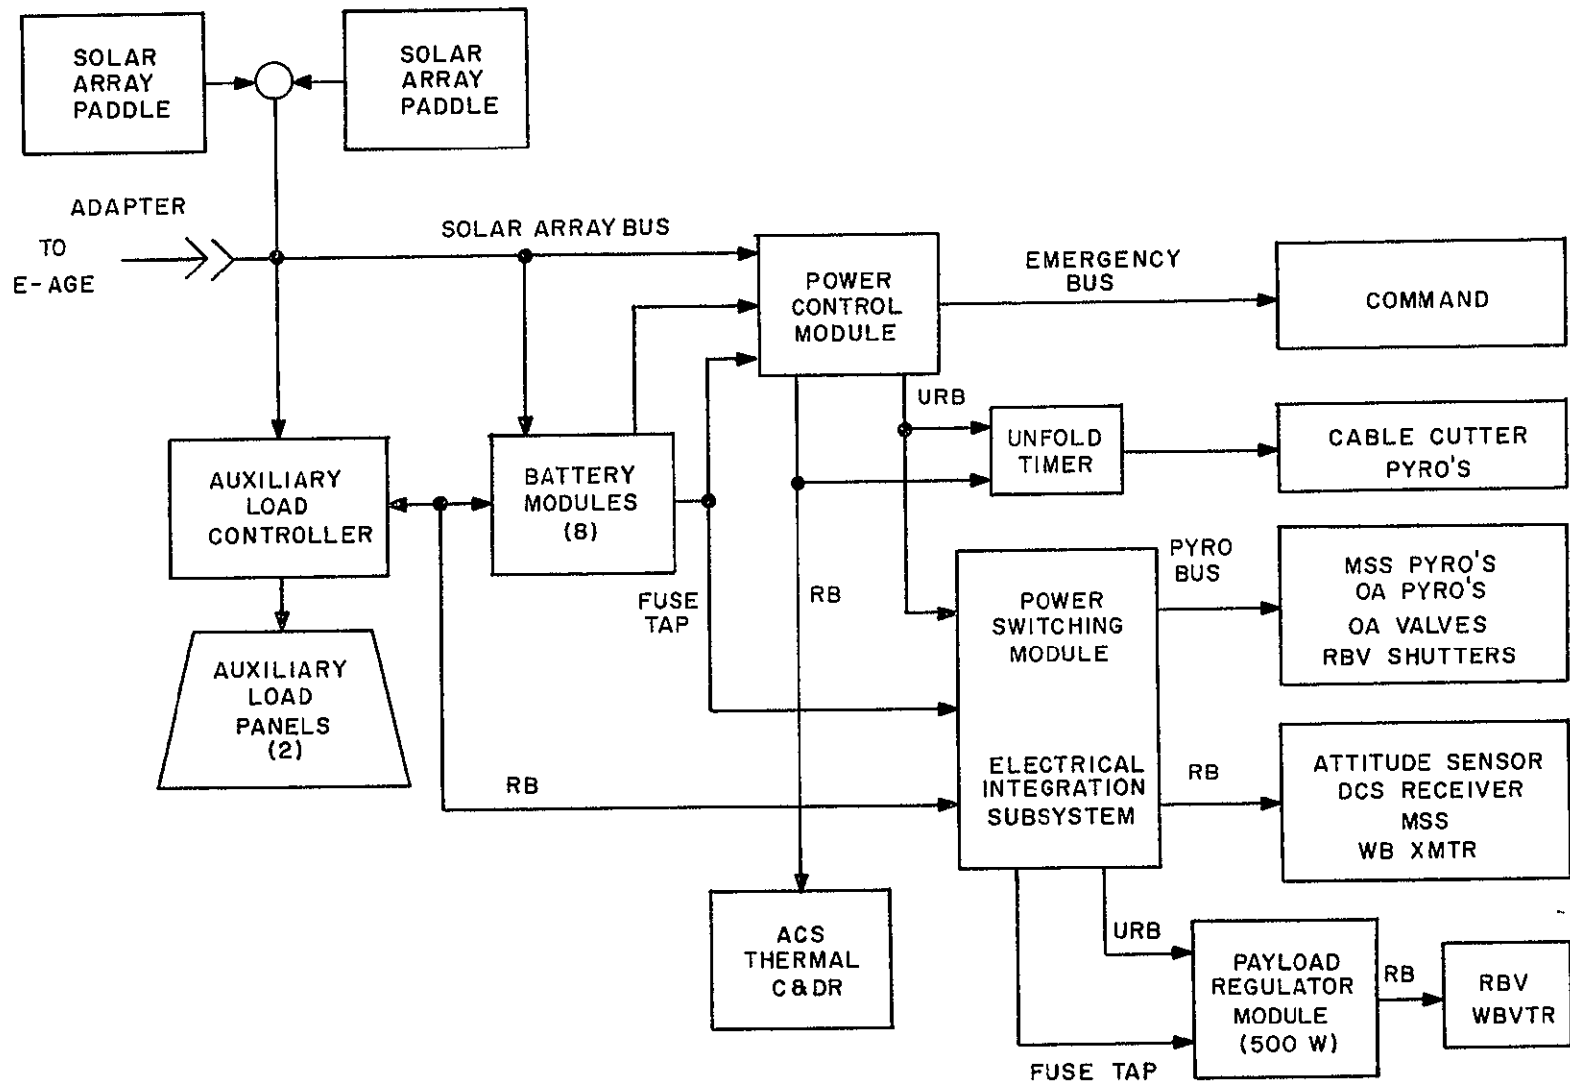 SOLAR
ARRAY
PADDLE
SOLAR
ARRAY
PADDLE
ADAPTER
TO
E-AGE
SOLAR ARRAY BUS
POWER
CONTROL
MODULE
EMERGENCY
BUS
COMMAND
URB
UNFOLD
TIMER
CABLE CUTTER
PYRO'S
AUXILIARY
LOAD
CONTROLLER
BATTERY
MODULES
(8)
FUSE
TAP
RB
POWER
SWITCHING
MODULE
ELECTRICAL
INTEGRATION
SUBSYSTEM
PYRO
BUS
MSS PYRO'S
OA PYRO'S
OA VALVES
RBV SHUTTERS
AUXILIARY
LOAD
PANELS
(2)
RB
RB
ATTITUDE SENSOR
DCS RECEIVER
MSS
WB XMTR
ACS
THERMAL
C&DR
URB
FUSE TAP
PAYLOAD
REGULATOR
MODULE
(500 W)
RB
RBV
WBVTR